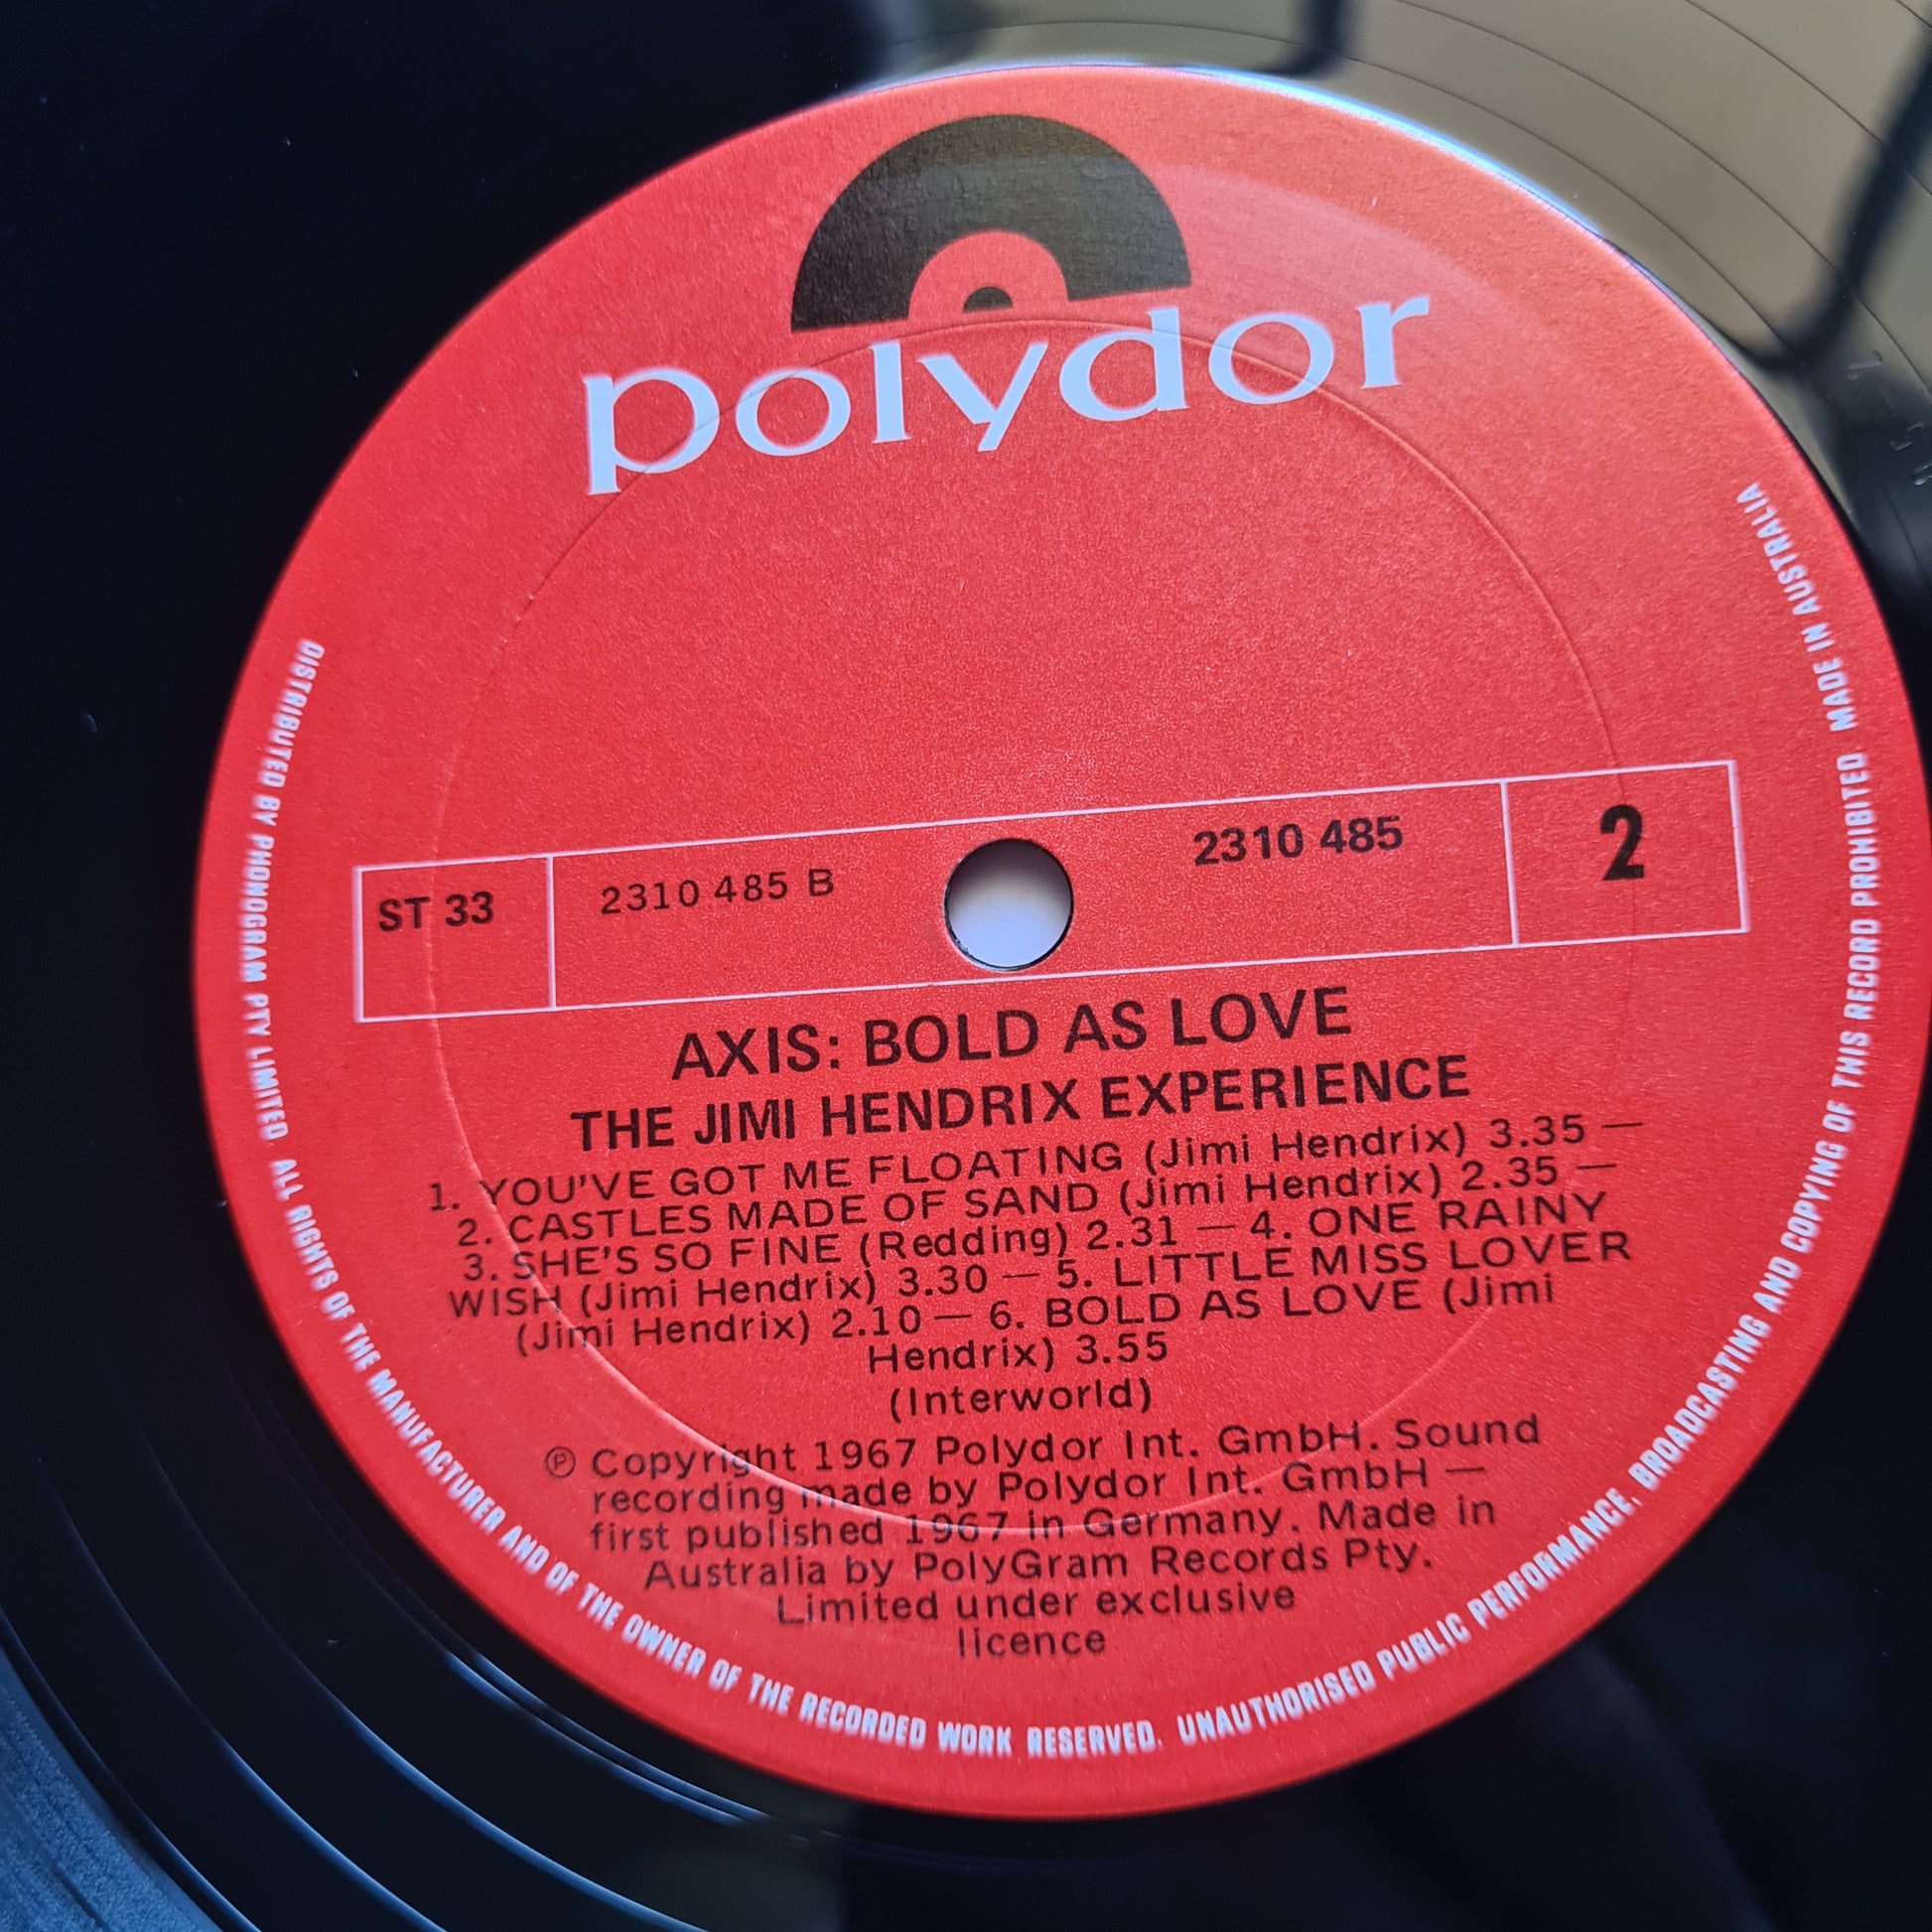 polydor
ST 33
2310 485 B
2310 485
2
AXIS: BOLD AS LOVE
THE JIMI HENDRIX EXPERIENCE
1. YOU'VE GOT ME FLOATING (Jimi Hendrix) 3.35 —
2. CASTLES MADE OF SAND (Jimi Hendrix) 2.35 —
3. SHE'S SO FINE (Redding) 2.31 — 4. ONE RAINY
WISH (Jimi Hendrix) 3.30 — 5. LITTLE MISS LOVER
(Jimi Hendrix) 2.10 — 6. BOLD AS LOVE (Jimi
Hendrix) 3.55
(Interworld)
℗ Copyright 1967 Polydor Int. GmbH. Sound
recording made by Polydor Int. GmbH —
first published 1967 in Germany. Made in
Australia by PolyGram Records Pty.
Limited under exclusive
licence
DISTRIBUTED BY PHONOGRAM PTY LIMITED ALL RIGHTS OF THE MANUFACTURER AND OF THE OWNER OF THE RECORDED WORK RESERVED. UNAUTHORISED PUBLIC PERFORMANCE, BROADCASTING AND COPYING OF THIS RECORD PROHIBITED MADE IN AUSTRALIA